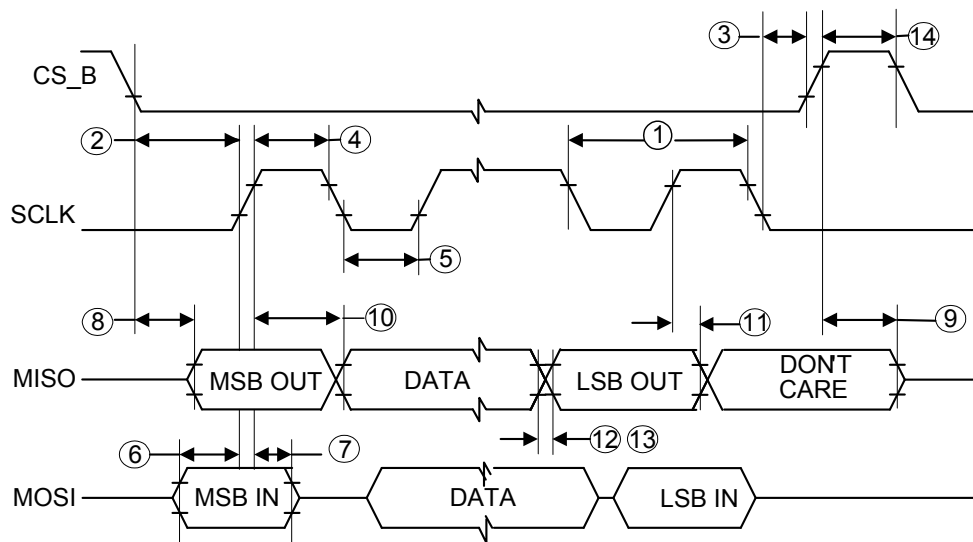 ③ ⑭
CS_B
② ④ ①
SCLK
⑤
⑧ ⑩ ⑪ ⑨
MISO MSB OUT DATA LSB OUT DON'T CARE
⑥ ⑦ ⑫ ⑬
MOSI MSB IN DATA LSB IN